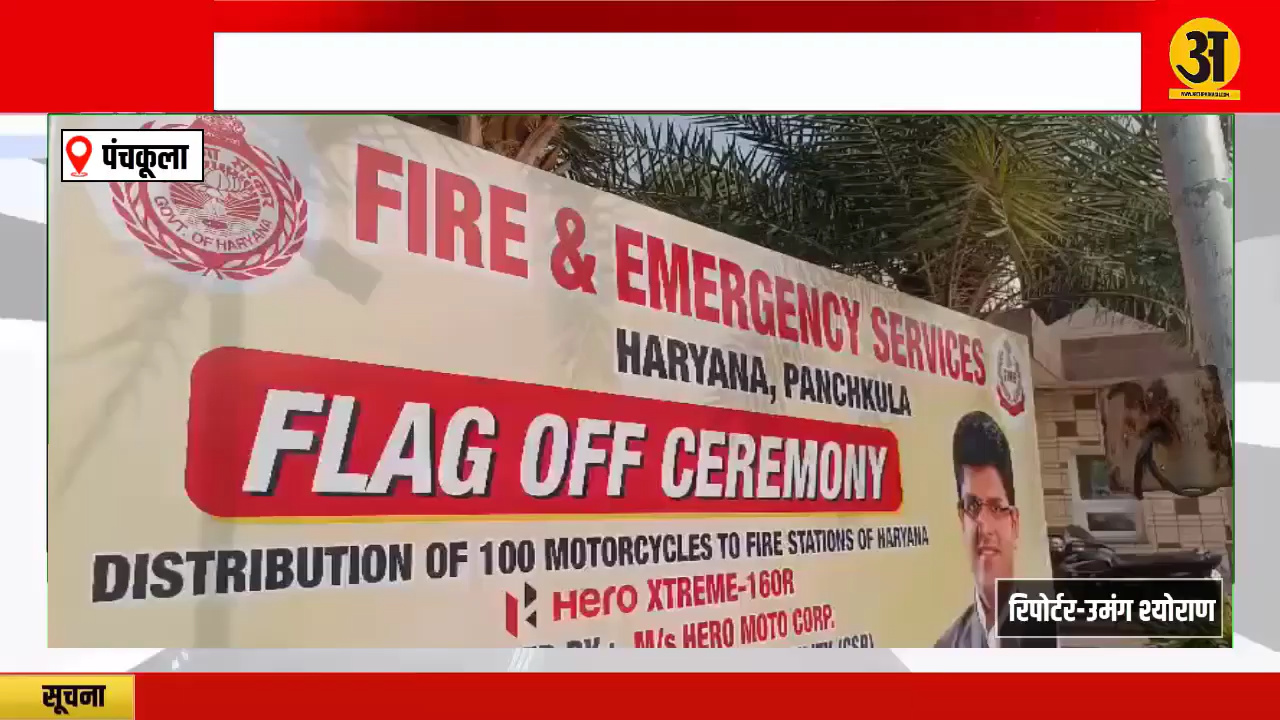 अ
पंचकूला
GOVT. OF HARYANA
FIRE & EMERGENCY SERVICES
HARYANA, PANCHKULA
FLAG OFF CEREMONY
DISTRIBUTION OF 100 MOTORCYCLES TO FIRE STATIONS OF HARYANA
Hero XTREME-160R
M/s HERO MOTO CORP.
(CSR)
रिपोर्टर-उमंग श्योराण
सूचना